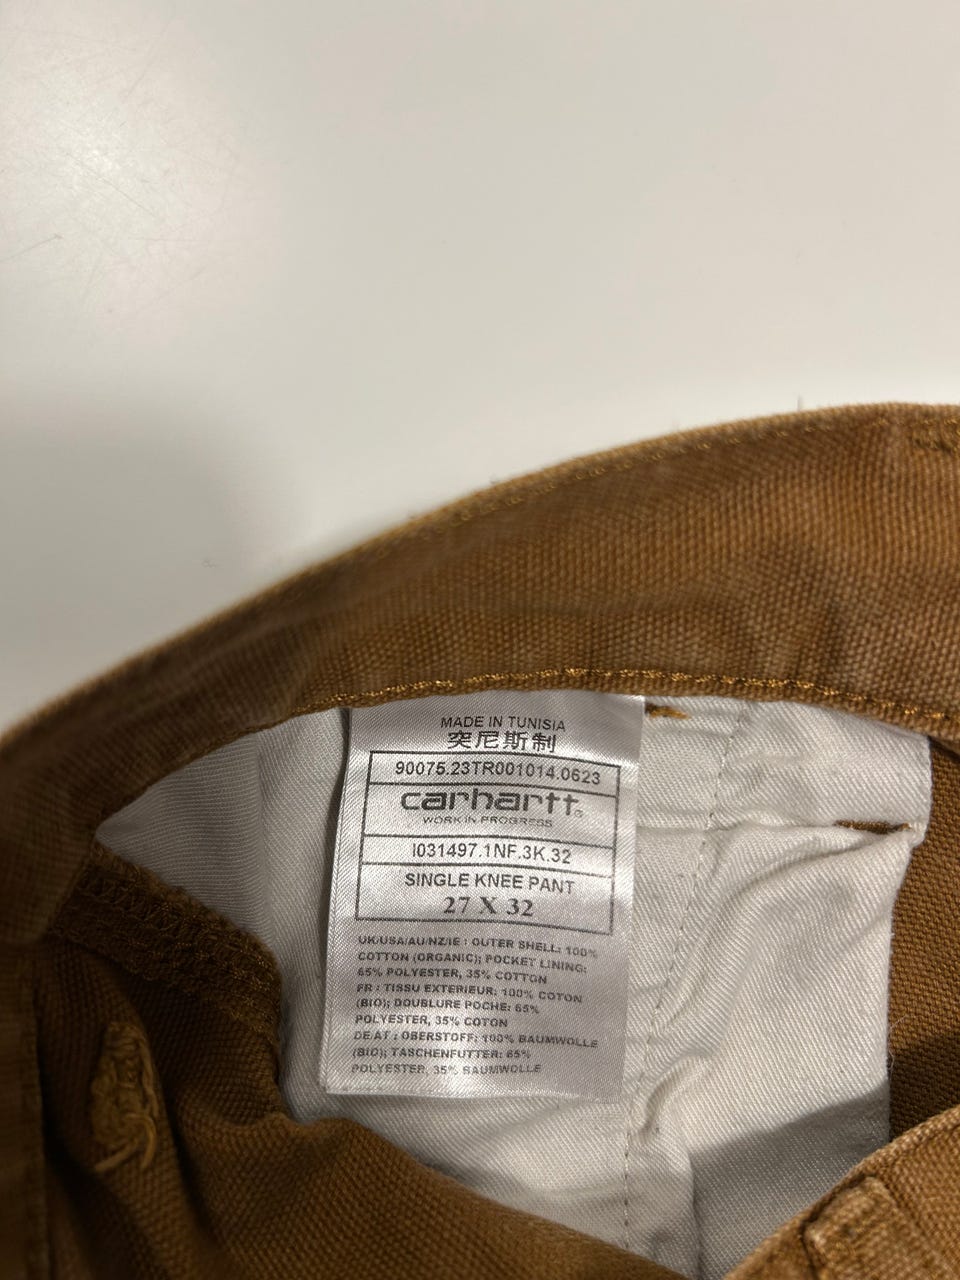 MADE IN TUNISIA
突尼斯制
90075.23TR001014.0623
carhartt®
WORK IN PROGRESS
I031497.1NF.3K.32
SINGLE KNEE PANT
27 X 32
UK/USA/AU/NZ/IE : OUTER SHELL: 100%
COTTON (ORGANIC); POCKET LINING:
65% POLYESTER, 35% COTTON
FR : TISSU EXTERIEUR: 100% COTON
(BIO); DOUBLURE POCHE: 65%
POLYESTER, 35% COTON
DE/AT : OBERSTOFF: 100% BAUMWOLLE
(BIO); TASCHENFUTTER: 65%
POLYESTER, 35% BAUMWOLLE